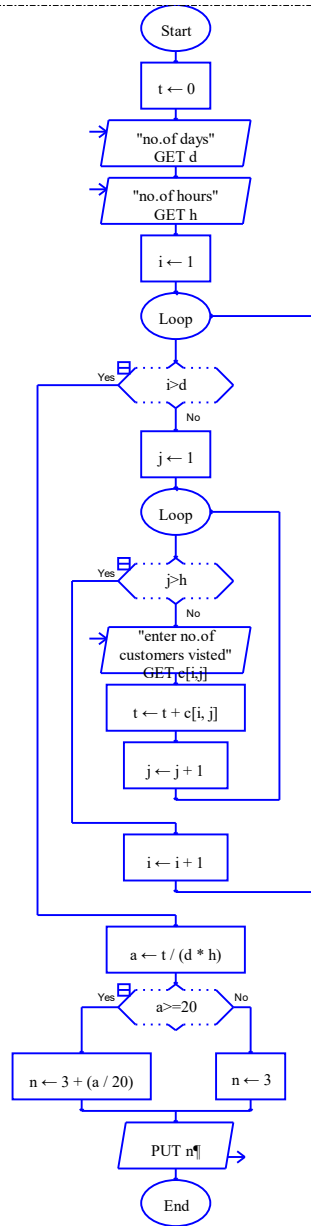 Start
t ← 0
"no.of days"
GET d
"no.of hours"
GET h
i ← 1
Loop
Yes
i>d
No
j ← 1
Loop
Yes
j>h
No
"enter no.of
customers visted"
GET c[i,j]
t ← t + c[i, j]
j ← j + 1
i ← i + 1
a ← t / (d * h)
Yes
a>=20
No
n ← 3 + (a / 20)
n ← 3
PUT n¶
End